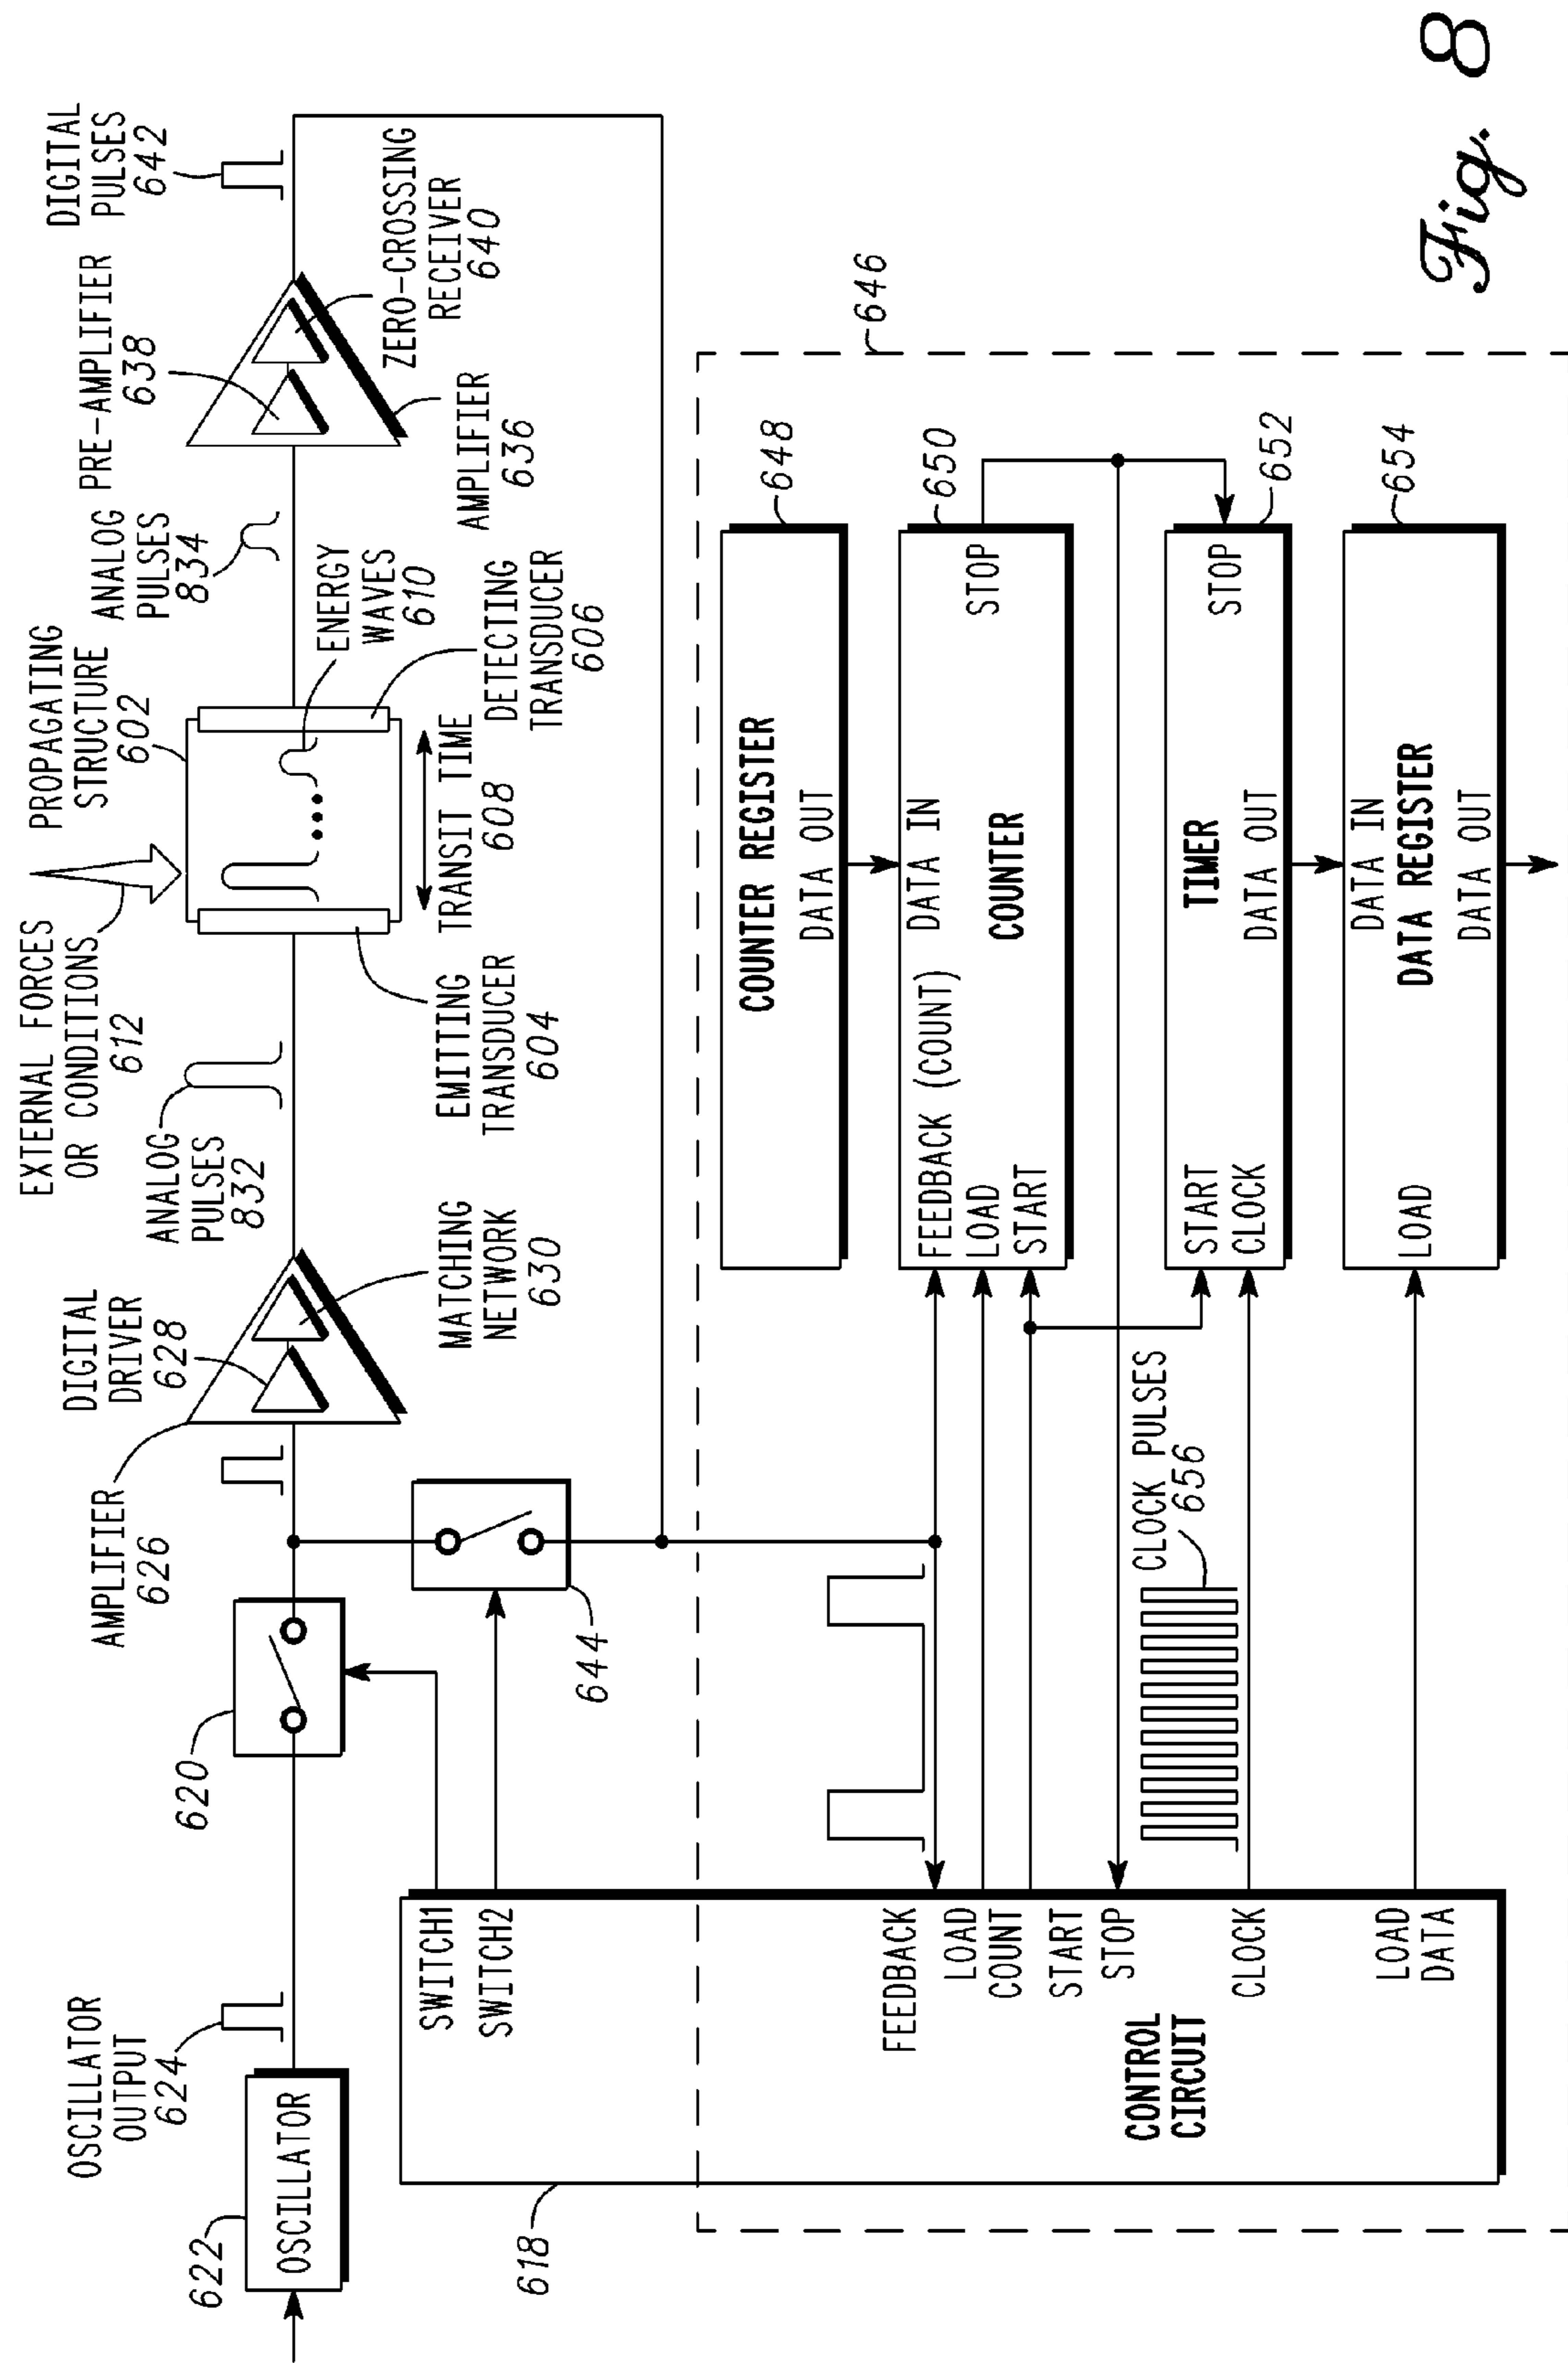 OSCILLATOR
OUTPUT
624
622
OSCILLATOR
620
AMPLIFIER
626
DIGITAL
DRIVER
628
MATCHING
NETWORK
630
ANALOG
PULSES
832
EXTERNAL FORCES
OR CONDITIONS
612
EMITTING
TRANSDUCER
604
PROPAGATING
STRUCTURE
602
TRANSIT TIME
608
ENERGY
WAVES
610
DETECTING
TRANSDUCER
606
ANALOG
PULSES
834
PRE-AMPLIFIER
638
AMPLIFIER
636
ZERO-CROSSING
RECEIVER
640
DIGITAL
PULSES
642
644
646
618
SWITCH1
SWITCH2
FEEDBACK
LOAD
COUNT
START
STOP
CLOCK
LOAD
DATA
CONTROL
CIRCUIT
CLOCK PULSES
656
COUNTER REGISTER
DATA OUT
648
FEEDBACK (COUNT)
DATA IN
LOAD
START
COUNTER
STOP
650
START
CLOCK
TIMER
DATA OUT
STOP
652
LOAD
DATA IN
DATA REGISTER
DATA OUT
654
Fig. 8